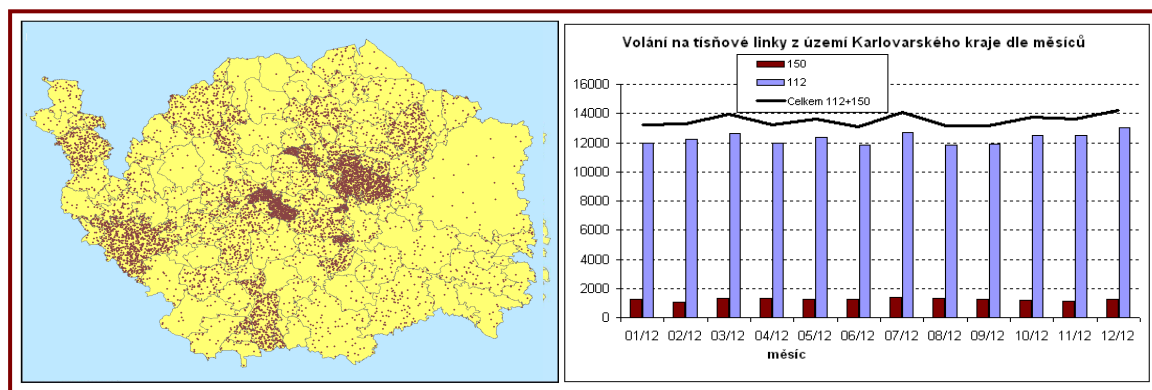 Volání na tísňové linky z území Karlovarského kraje dle měsíců
150
112
Celkem 112+150
16000
14000
12000
10000
8000
6000
4000
2000
0
01/12 02/12 03/12 04/12 05/12 06/12 07/12 08/12 09/12 10/12 11/12 12/12
měsíc